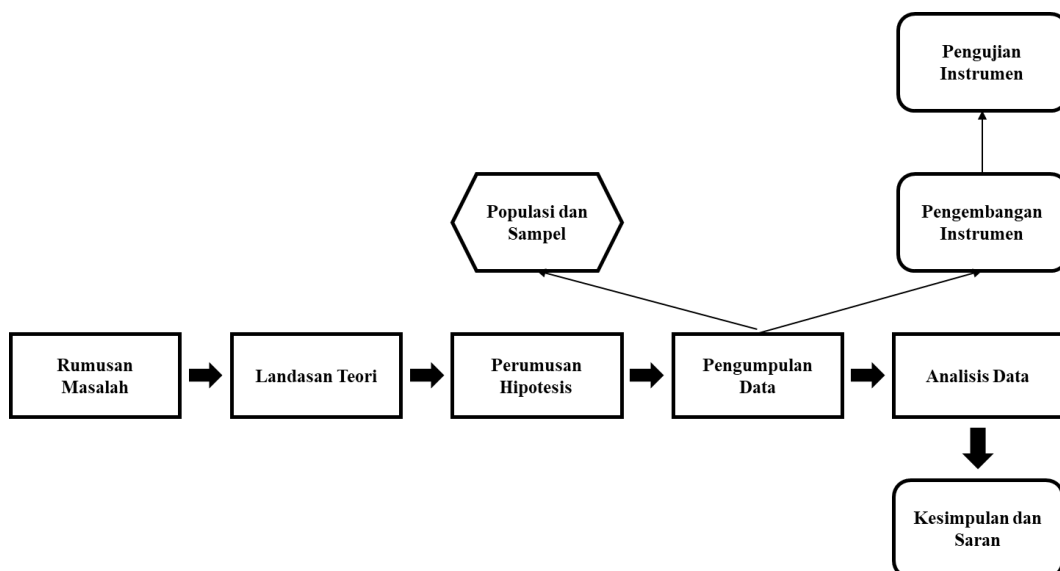 Pengujian
Instrumen
Populasi dan
Sampel
Pengembangan
Instrumen
Rumusan
Masalah
Landasan Teori
Perumusan
Hipotesis
Pengumpulan
Data
Analisis Data
Kesimpulan dan
Saran